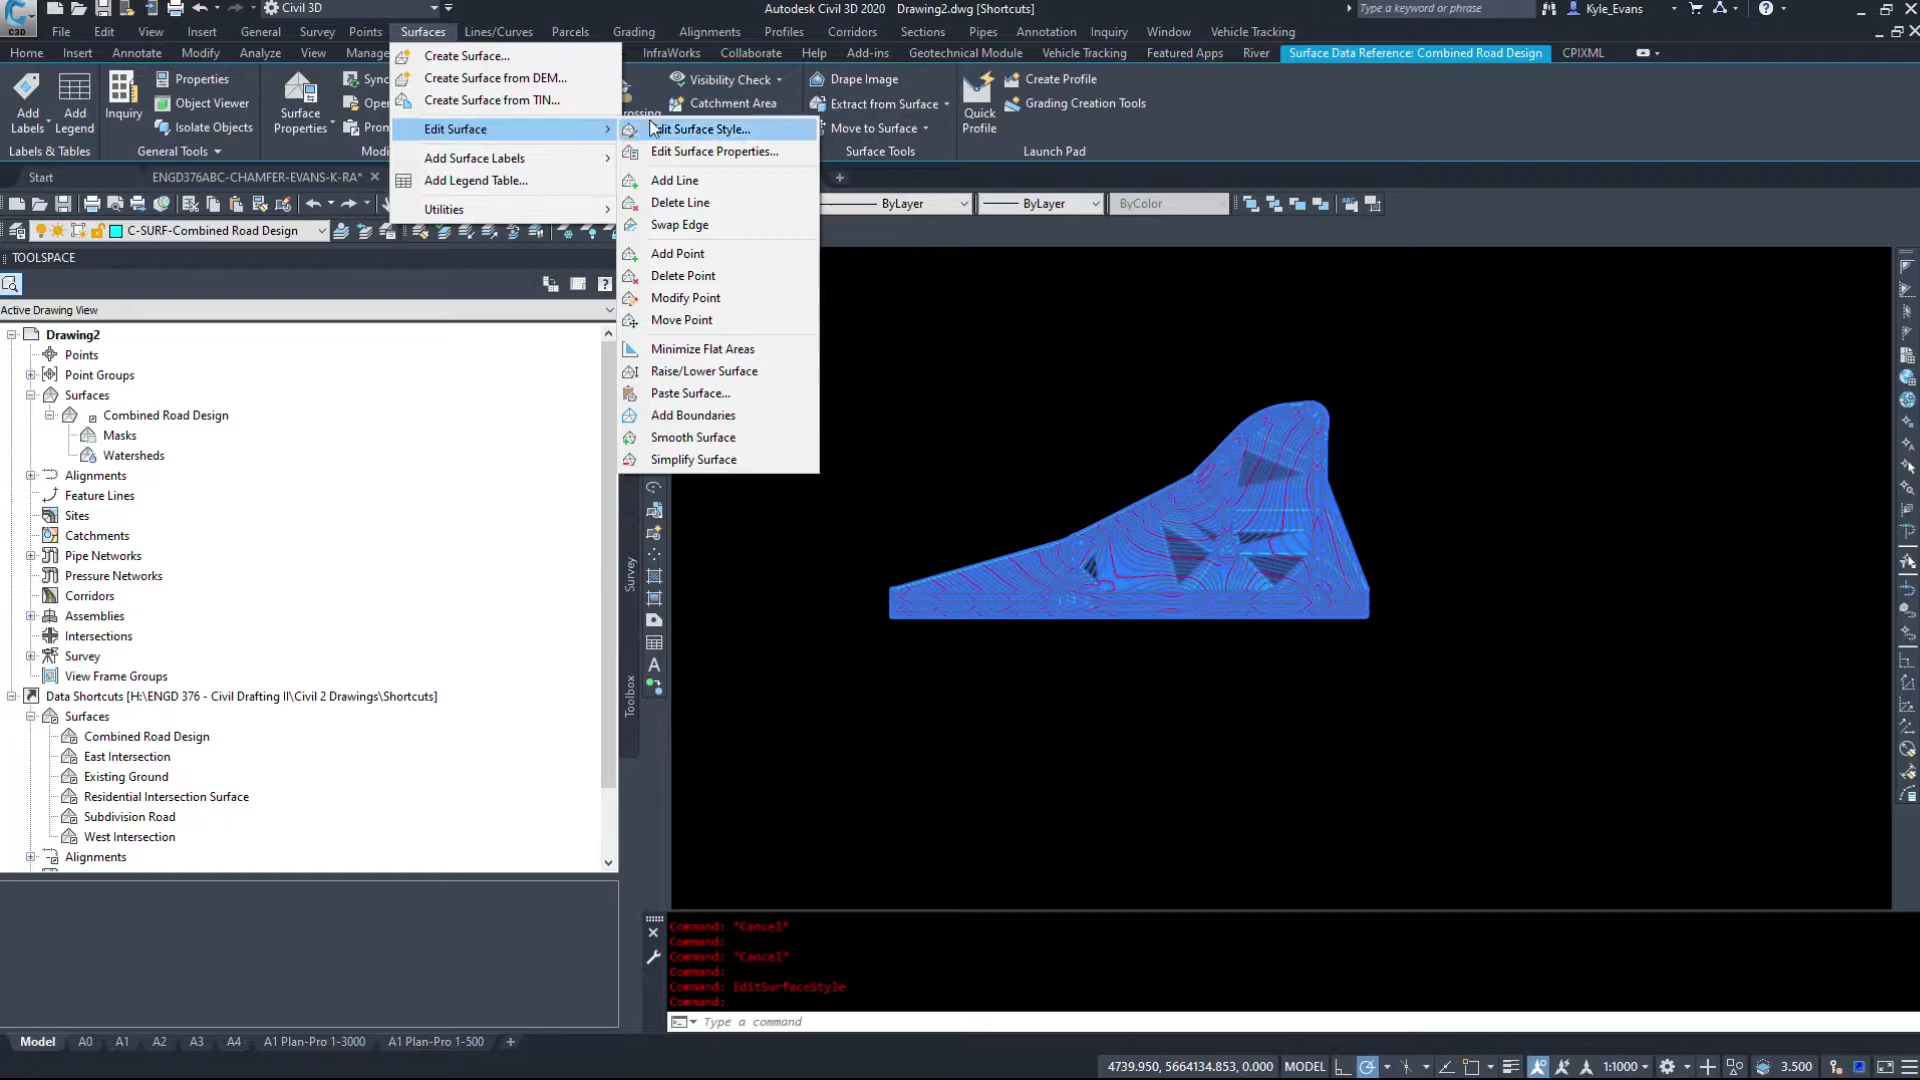 Civil 3D
Autodesk Civil 3D 2020 Drawing2.dwg [Shortcuts]
Type a keyword or phrase
Kyle_Evans
C3D
File Edit View Insert General Survey Points Surfaces Lines/Curves Parcels Grading Alignments Profiles Corridors Sections Pipes Annotation Inquiry Window Vehicle Tracking
Home Insert Annotate Modify Analyze View Manage InfraWorks Collaborate Help Add-ins Geotechnical Module Vehicle Tracking Featured Apps River Surface Data Reference: Combined Road Design CPIXML
Create Surface...
Create Surface from DEM...
Create Surface from TIN...
Edit Surface
Add Surface Labels
Add Legend Table...
Utilities
Add Labels
Add Legend
Labels & Tables
Inquiry
Properties
Object Viewer
Isolate Objects
General Tools
Surface Properties
Visibility Check
Catchment Area
Drape Image
Extract from Surface
Move to Surface
Surface Tools
Quick Profile
Create Profile
Grading Creation Tools
Launch Pad
Edit Surface Style...
Edit Surface Properties...
Add Line
Delete Line
Swap Edge
Add Point
Delete Point
Modify Point
Move Point
Minimize Flat Areas
Raise/Lower Surface
Paste Surface...
Add Boundaries
Smooth Surface
Simplify Surface
Start ENGD376ABC-CHAMFER-EVANS-K-RA*
ByLayer ByLayer ByColor
C-SURF-Combined Road Design
TOOLSPACE
Active Drawing View
Drawing2
Points
Point Groups
Surfaces
Combined Road Design
Masks
Watersheds
Alignments
Feature Lines
Sites
Catchments
Pipe Networks
Pressure Networks
Corridors
Assemblies
Intersections
Survey
View Frame Groups
Data Shortcuts [H:\ENGD 376 - Civil Drafting II\Civil 2 Drawings\Shortcuts]
Surfaces
Combined Road Design
East Intersection
Existing Ground
Residential Intersection Surface
Subdivision Road
West Intersection
Alignments
Survey
Toolbox
Command: *Cancel*
Command:
Command: *Cancel*
Command:
Command: EditSurfaceStyle
Command:
Type a command
Model A0 A1 A2 A3 A4 A1 Plan-Pro 1-3000 A1 Plan-Pro 1-500
4739.950, 5664134.853, 0.000 MODEL 1:1000 3.500